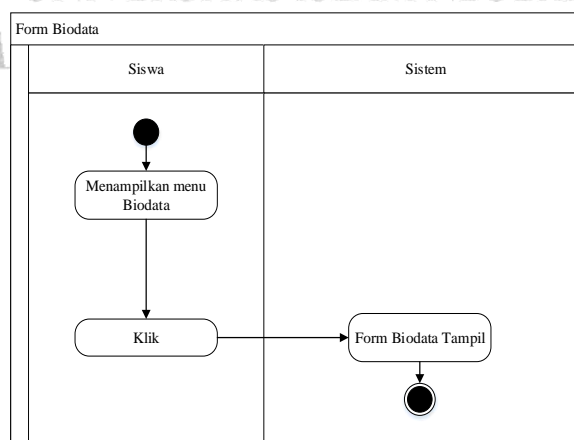 Form Biodata
Siswa
Sistem
Menampilkan menu
Biodata
Klik
Form Biodata Tampil